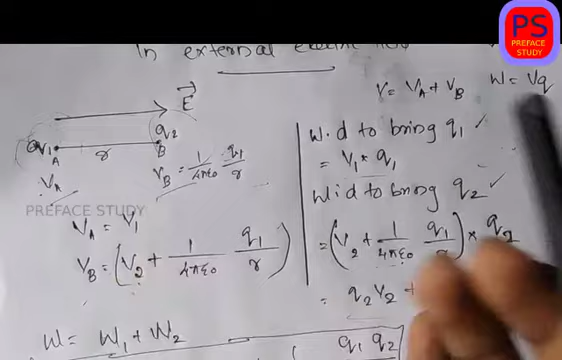 PS
PREFACE
STUDY
In external electric
V = VA + VB
W = Vq
E
q1 A r q2 B
VA
VB = 1/4πε0 q1/r
W.d to bring q1 ✓
= V1 * q1
W.d to bring q2 ✓
PREFACE STUDY
VA = V1
VB = (V2 + 1/4πε0 q1/r)
= (V2 + 1/4πε0 q1/r) * q2
= q2V2 +
W = W1 + W2
q1 q2